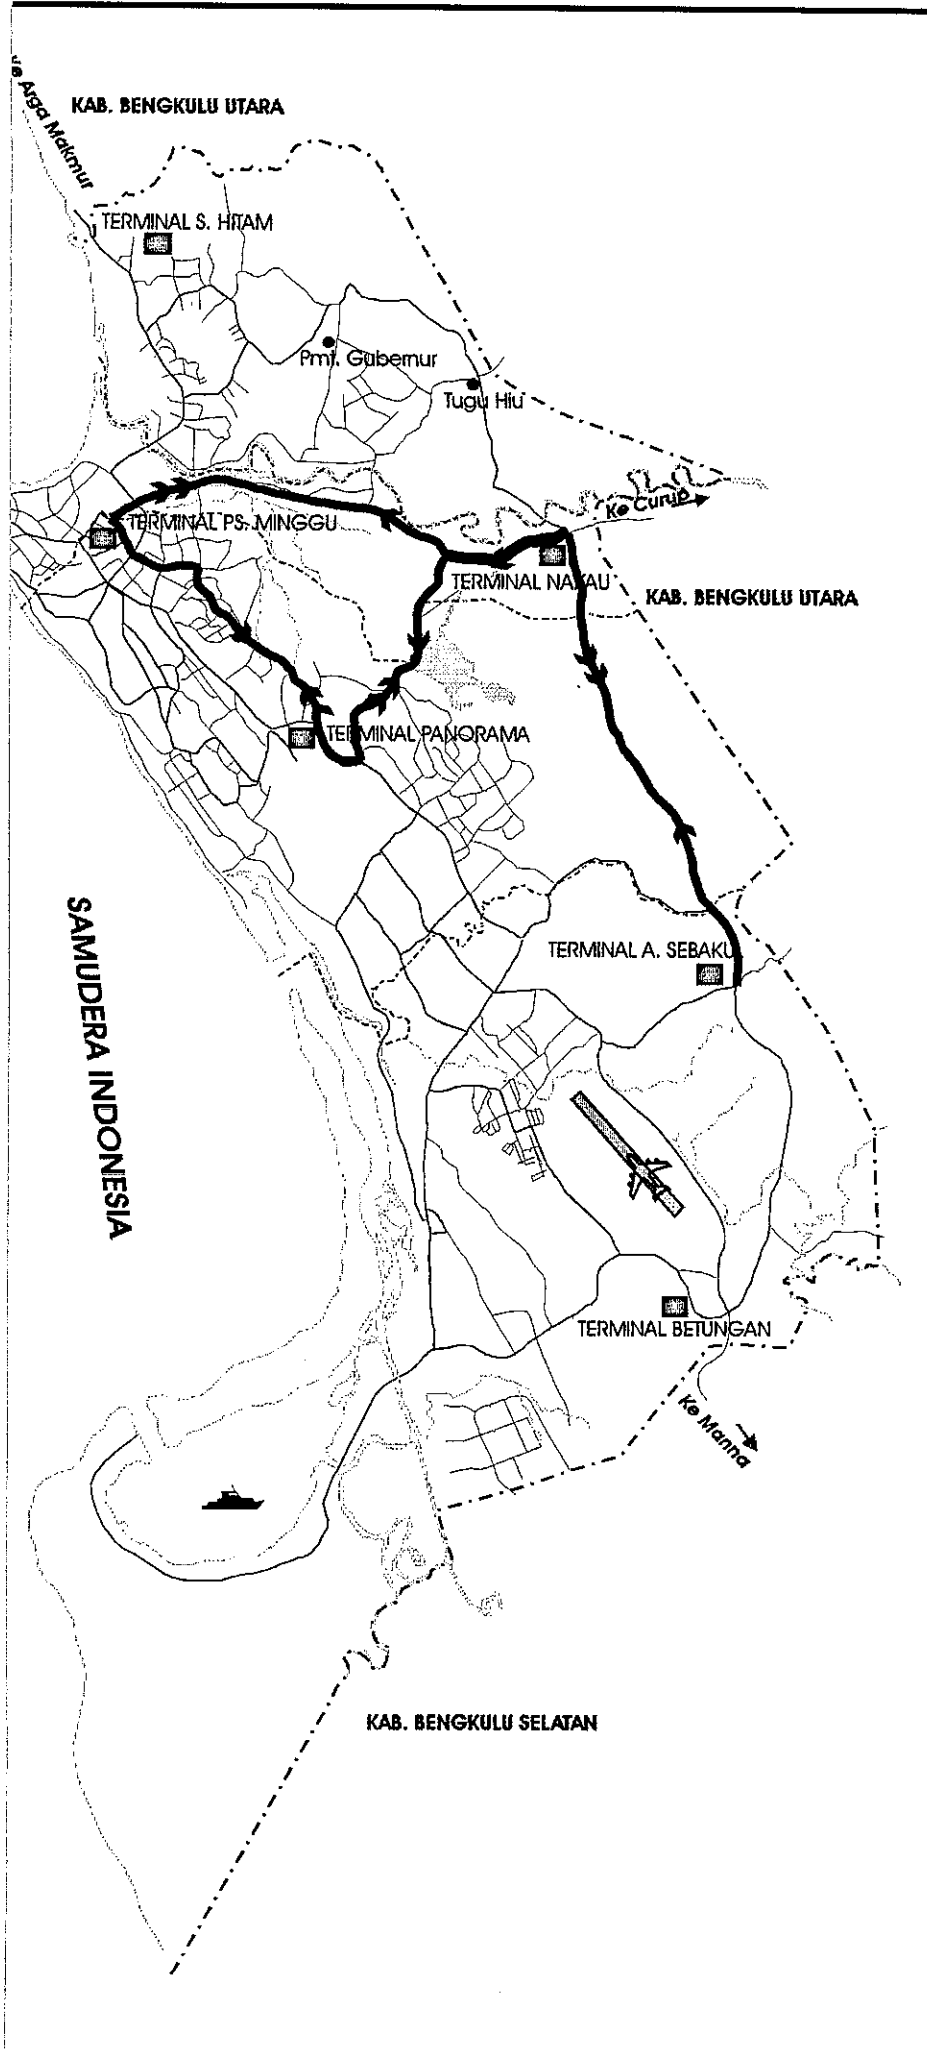 Ke Arga Makmur
KAB. BENGKULU UTARA
TERMINAL S. HITAM
Pmt. Gubernur
Tugu Hiu
Ke Curup
TERMINAL PS. MINGGU
TERMINAL NAKAU
KAB. BENGKULU UTARA
TERMINAL PANORAMA
SAMUDERA INDONESIA
TERMINAL A. SEBAKUL
TERMINAL BETUNGAN
Ke Manna
KAB. BENGKULU SELATAN